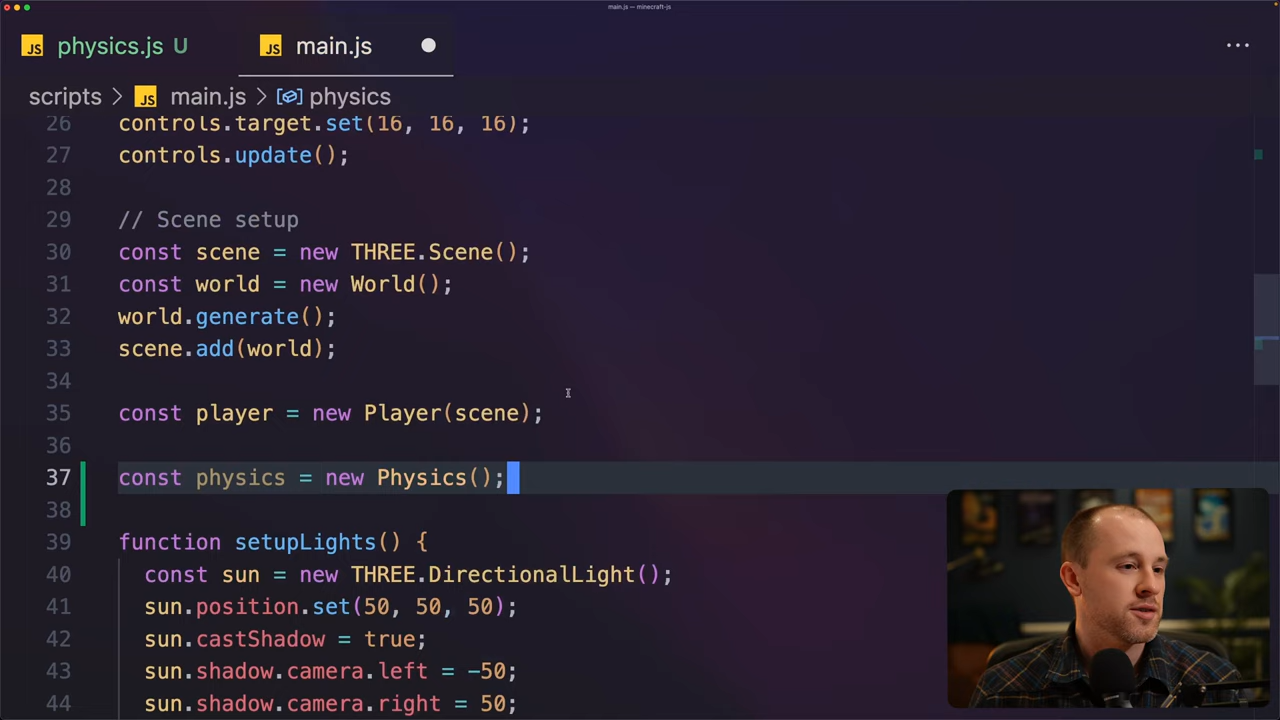 main.js — minecraft-js
JS physics.js U JS main.js
scripts > JS main.js > physics
26 controls.target.set(16, 16, 16);
27 controls.update();
28
29 // Scene setup
30 const scene = new THREE.Scene();
31 const world = new World();
32 world.generate();
33 scene.add(world);
34
35 const player = new Player(scene);
36
37 const physics = new Physics();
38
39 function setupLights() {
40 const sun = new THREE.DirectionalLight();
41 sun.position.set(50, 50, 50);
42 sun.castShadow = true;
43 sun.shadow.camera.left = -50;
44 sun.shadow.camera.right = 50;